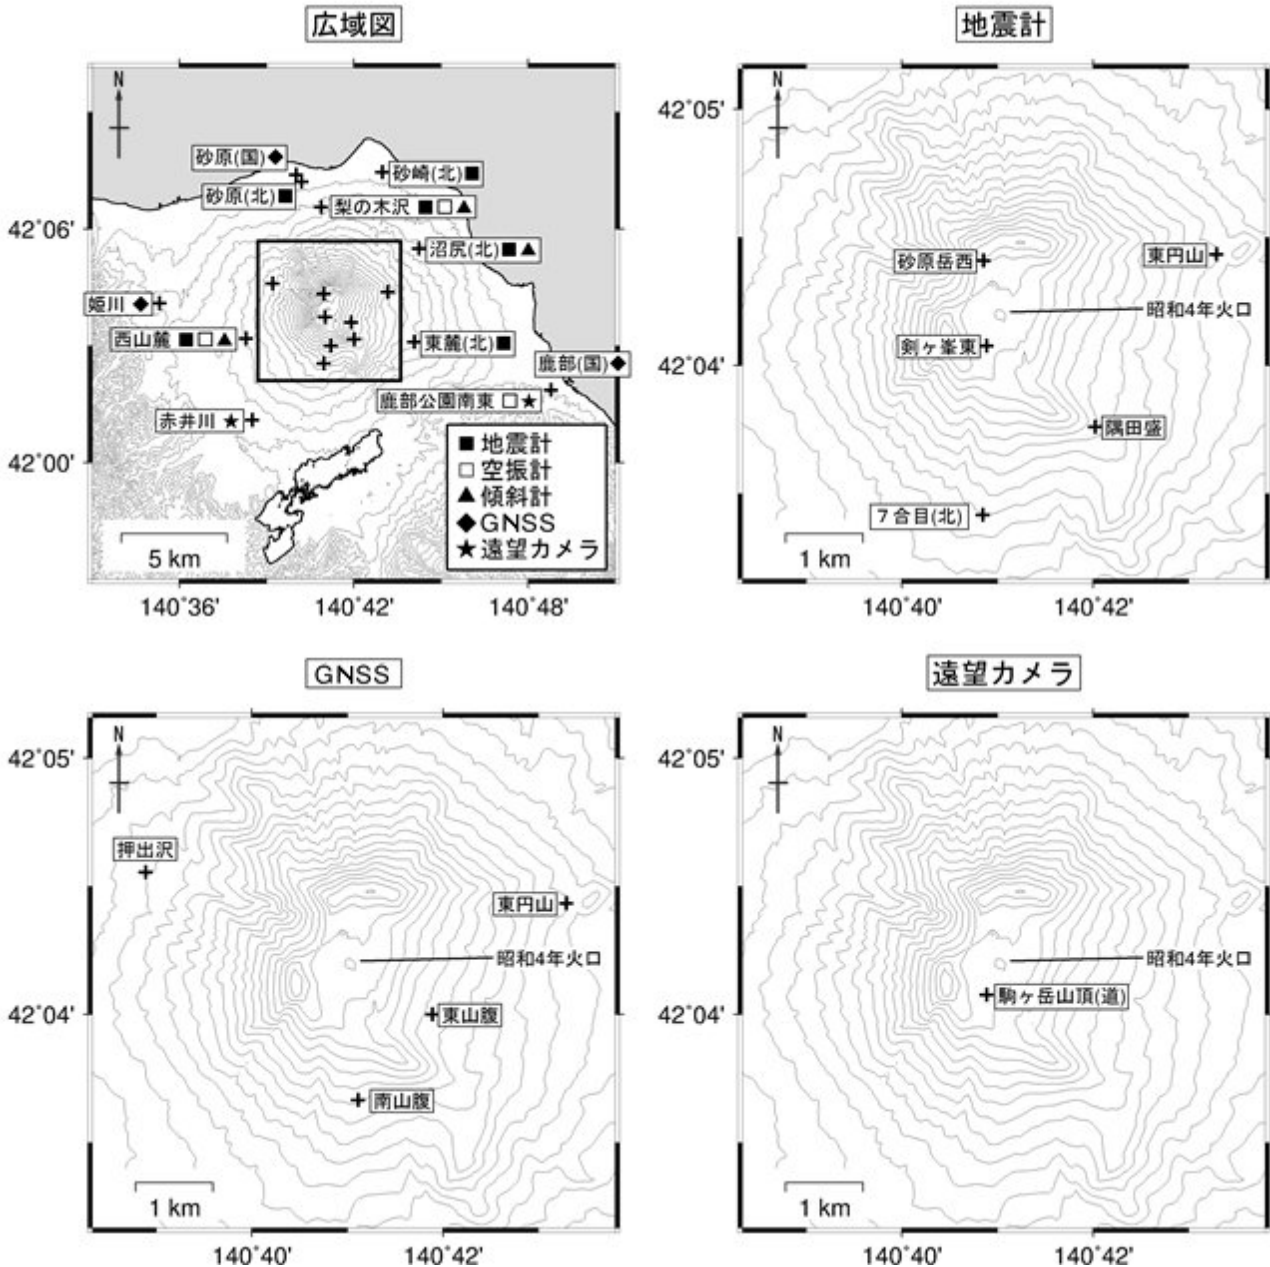 広域図
N
砂原(国)◆
砂原(北)■
砂崎(北)■
梨の木沢 ■□▲
42˚06'
沼尻(北)■▲
姫川 ◆
西山麓 ■□▲
東麓(北)■
鹿部(国)◆
鹿部公園南東 □★
赤井川 ★
42˚00'
■地震計
□空振計
▲傾斜計
◆GNSS
★遠望カメラ
5 km
140˚36'
140˚42'
140˚48'
地震計
N
42˚05'
砂原岳西
東円山
昭和4年火口
剣ヶ峯東
42˚04'
隅田盛
7合目(北)
1 km
140˚40'
140˚42'
GNSS
N
42˚05'
押出沢
東円山
昭和4年火口
42˚04'
東山腹
南山腹
1 km
140˚40'
140˚42'
遠望カメラ
N
42˚05'
昭和4年火口
駒ヶ岳山頂(道)
42˚04'
1 km
140˚40'
140˚42'